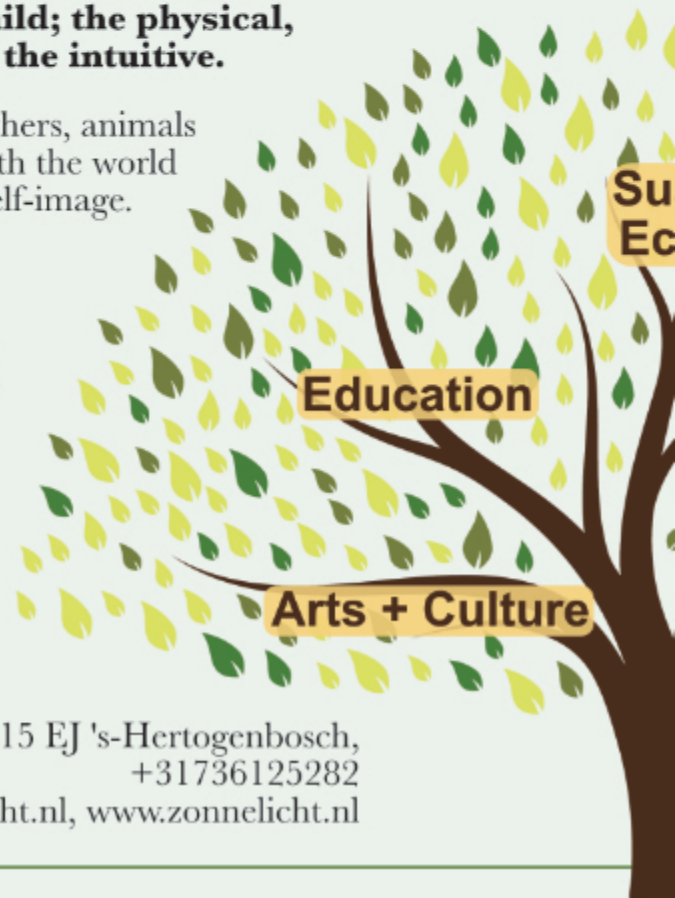 ild; the physical,
the intuitive.
hers, animals
th the world
elf-image.
Su
Ec
Education
Arts + Culture
15 EJ 's-Hertogenbosch,
+31736125282
ht.nl, www.zonnelicht.nl